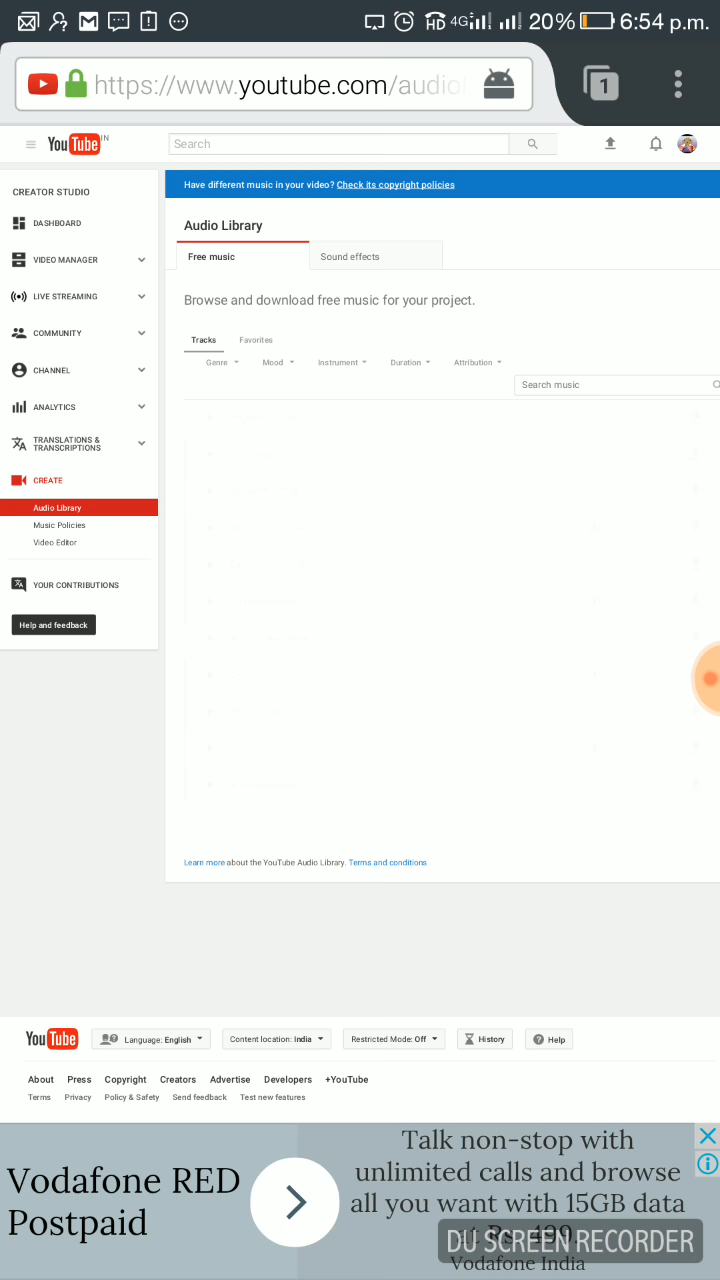 HD 4G 20% 6:54 p.m.
https://www.youtube.com/audio
1
YouTube IN
Search
CREATOR STUDIO
DASHBOARD
VIDEO MANAGER
LIVE STREAMING
COMMUNITY
CHANNEL
ANALYTICS
TRANSLATIONS &
TRANSCRIPTIONS
CREATE
Audio Library
Music Policies
Video Editor
YOUR CONTRIBUTIONS
Help and feedback
Have different music in your video? Check its copyright policies
Audio Library
Free music Sound effects
Browse and download free music for your project.
Tracks Favorites
Genre Mood Instrument Duration Attribution
Search music
Learn more about the YouTube Audio Library. Terms and conditions
YouTube Language: English Content location: India Restricted Mode: Off History Help
About Press Copyright Creators Advertise Developers +YouTube
Terms Privacy Policy & Safety Send feedback Test new features
Vodafone RED
Postpaid
Talk non-stop with
unlimited calls and browse
all you want with 15GB data
at Rs. 499.
Vodafone India
DU SCREEN RECORDER